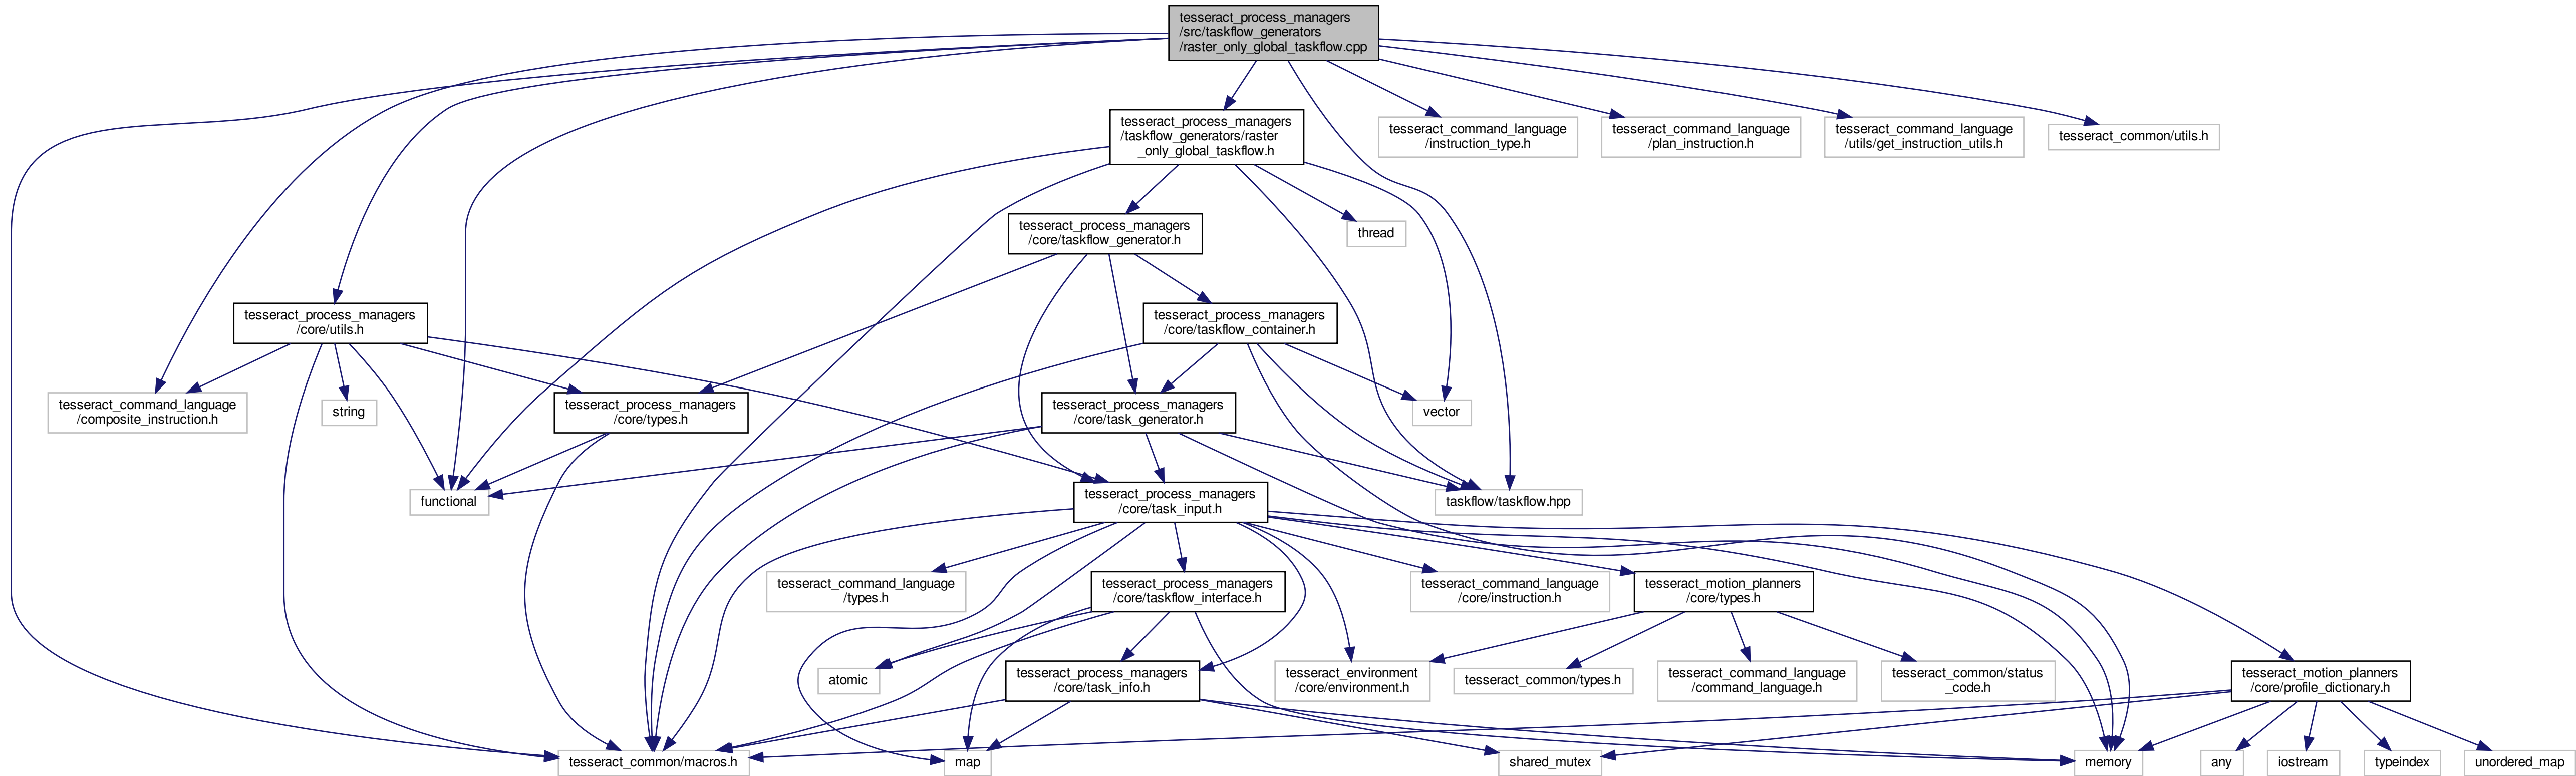 tesseract_process_managers
/src/taskflow_generators
/raster_only_global_taskflow.cpp
tesseract_process_managers
/taskflow_generators/raster
_only_global_taskflow.h
tesseract_command_language
/instruction_type.h
tesseract_command_language
/plan_instruction.h
tesseract_command_language
/utils/get_instruction_utils.h
tesseract_common/utils.h
tesseract_process_managers
/core/taskflow_generator.h
thread
tesseract_process_managers
/core/utils.h
tesseract_process_managers
/core/taskflow_container.h
tesseract_command_language
/composite_instruction.h
string
tesseract_process_managers
/core/types.h
tesseract_process_managers
/core/task_generator.h
vector
functional
tesseract_process_managers
/core/task_input.h
taskflow/taskflow.hpp
tesseract_command_language
/types.h
tesseract_process_managers
/core/taskflow_interface.h
tesseract_command_language
/core/instruction.h
tesseract_motion_planners
/core/types.h
atomic
tesseract_process_managers
/core/task_info.h
tesseract_environment
/core/environment.h
tesseract_common/types.h
tesseract_command_language
/command_language.h
tesseract_common/status
_code.h
tesseract_motion_planners
/core/profile_dictionary.h
tesseract_common/macros.h
map
shared_mutex
memory
any
iostream
typeindex
unordered_map